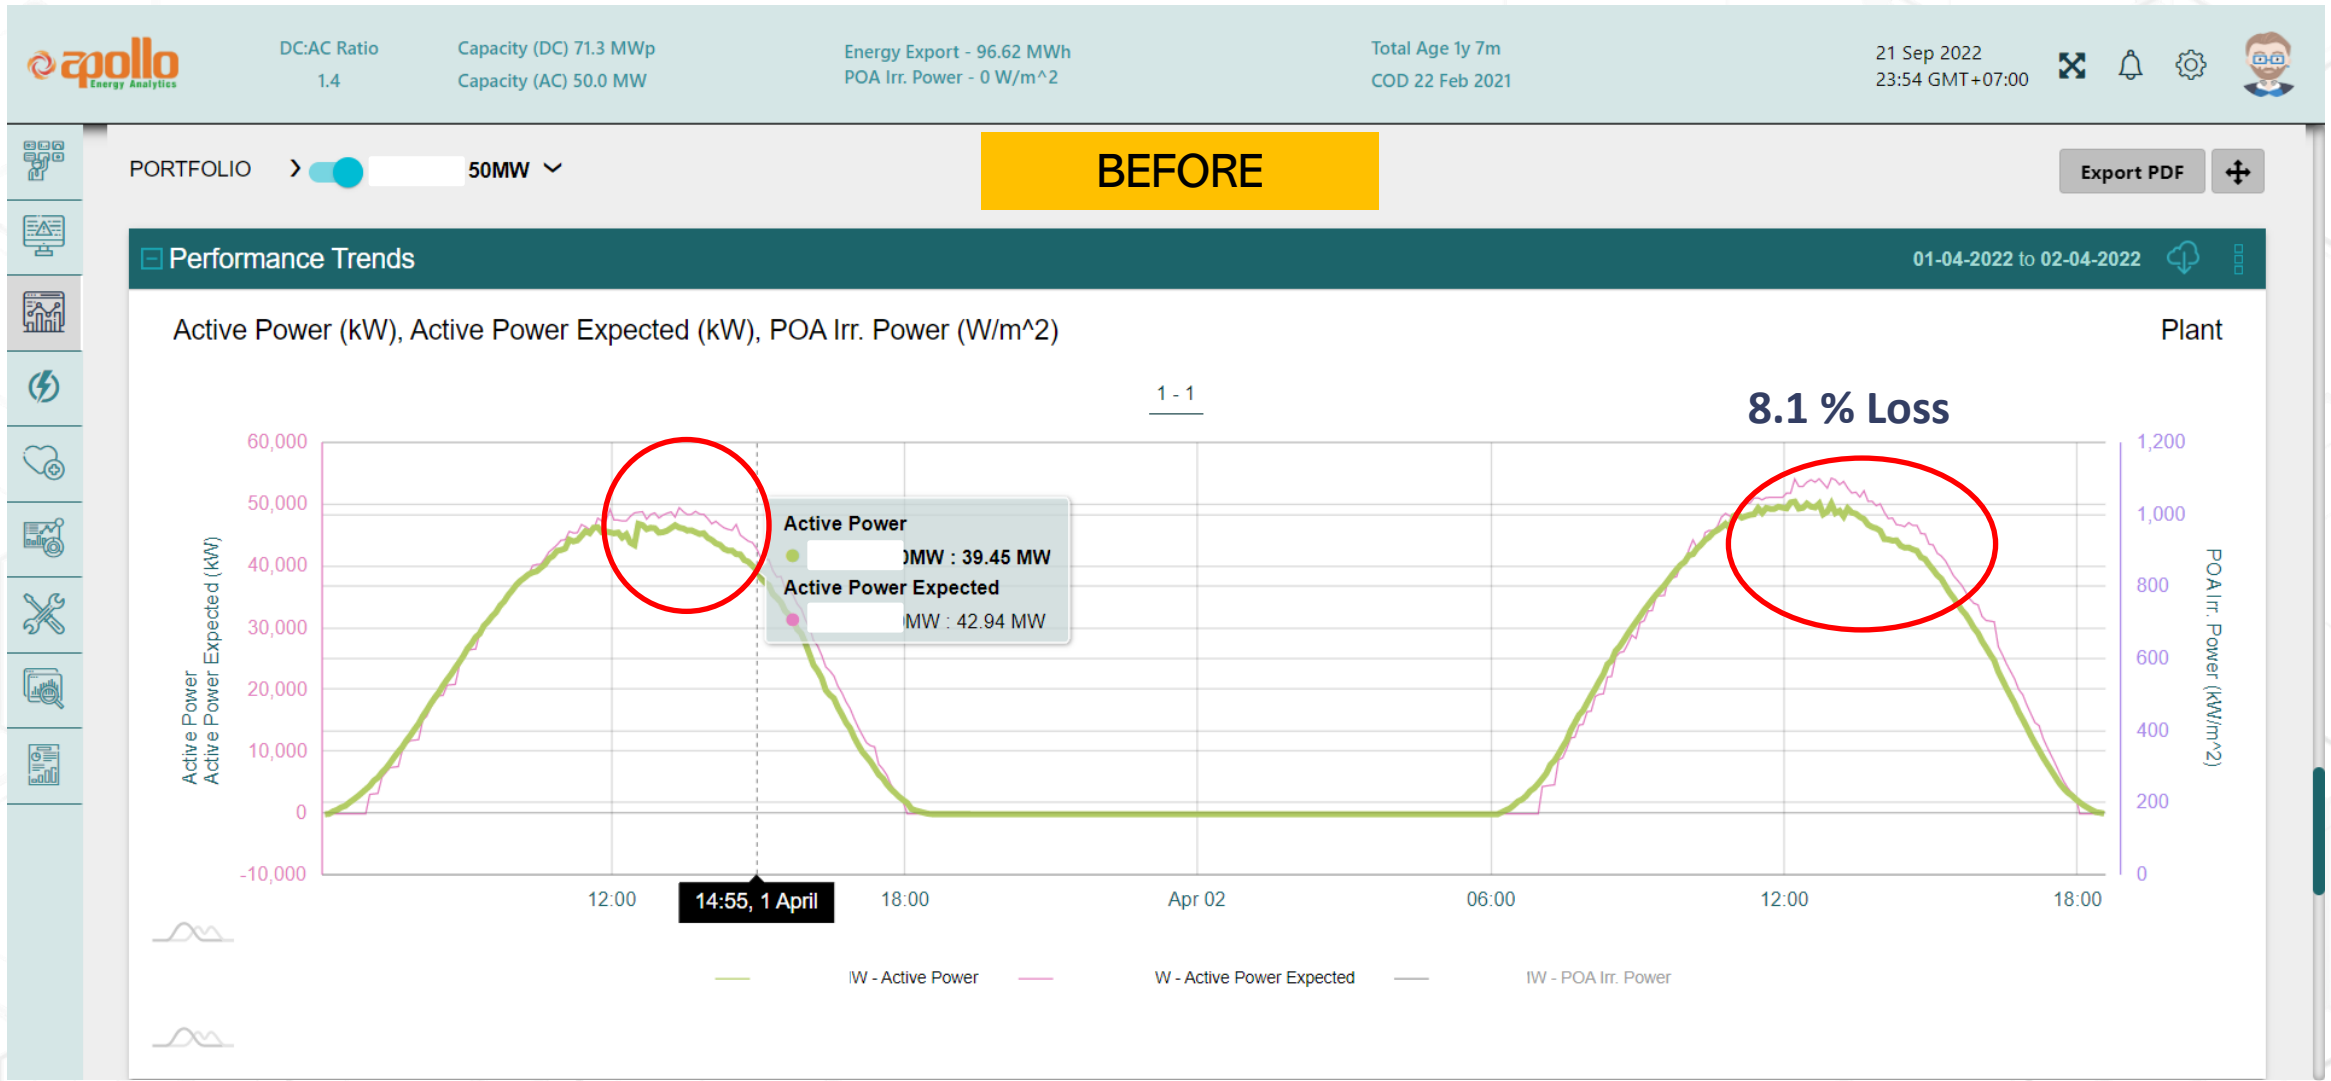 apollo
Energy Analytics
DC:AC Ratio
1.4
Capacity (DC) 71.3 MWp
Capacity (AC) 50.0 MW
Energy Export - 96.62 MWh
POA Irr. Power - 0 W/m^2
Total Age 1y 7m
COD 22 Feb 2021
21 Sep 2022
23:54 GMT+07:00
PORTFOLIO
50MW
BEFORE
Export PDF
Performance Trends
01-04-2022 to 02-04-2022
Active Power (kW), Active Power Expected (kW), POA Irr. Power (W/m^2)
Plant
1 - 1
8.1 % Loss
60,000
50,000
40,000
30,000
20,000
10,000
0
-10,000
Active Power
Active Power Expected (kW)
1,200
1,000
800
600
400
200
0
POA Irr. Power (kW/m^2)
Active Power
MW : 39.45 MW
Active Power Expected
MW : 42.94 MW
12:00
14:55, 1 April
18:00
Apr 02
06:00
12:00
18:00
W - Active Power
W - Active Power Expected
W - POA Irr. Power